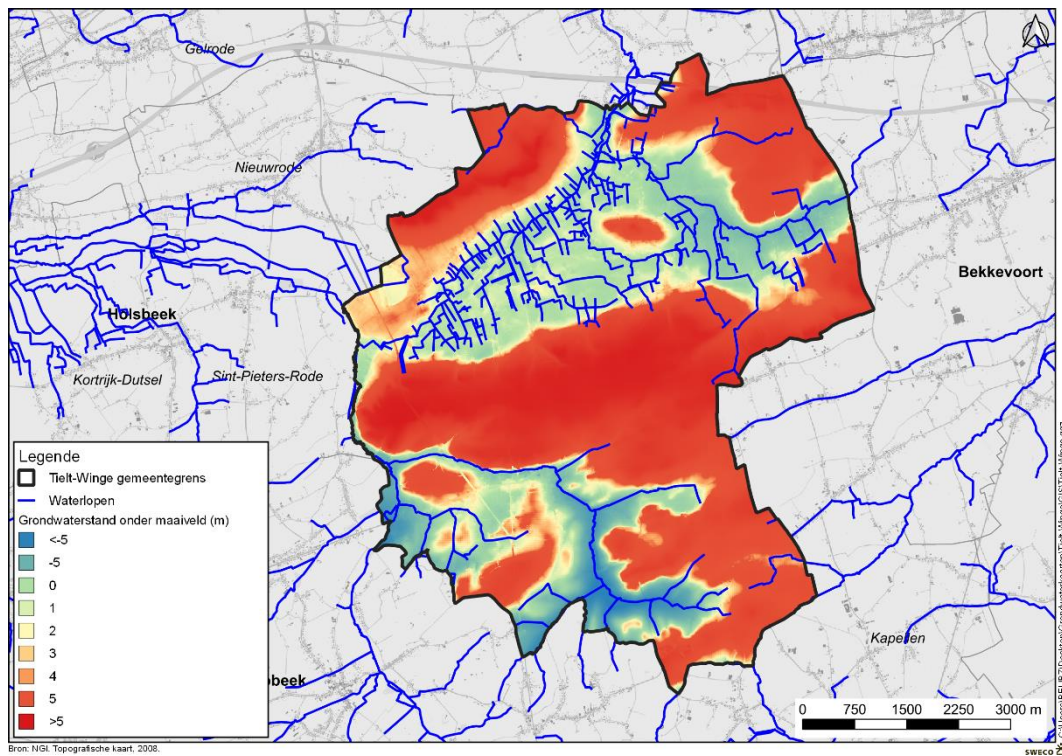 Gelrode
Nieuwrode
Bekkevoort
Holsbeek
Kortrijk-Dutsel
Sint-Pieters-Rode
Legende
Tielt-Winge gemeentegrens
Waterlopen
Grondwaterstand onder maaiveld (m)
<-5
-5
0
1
2
3
4
5
>5
Kapellen
bbeek
0 750 1500 2250 3000 m
Bron: NGI. Topografische kaart, 2008.
SWECO